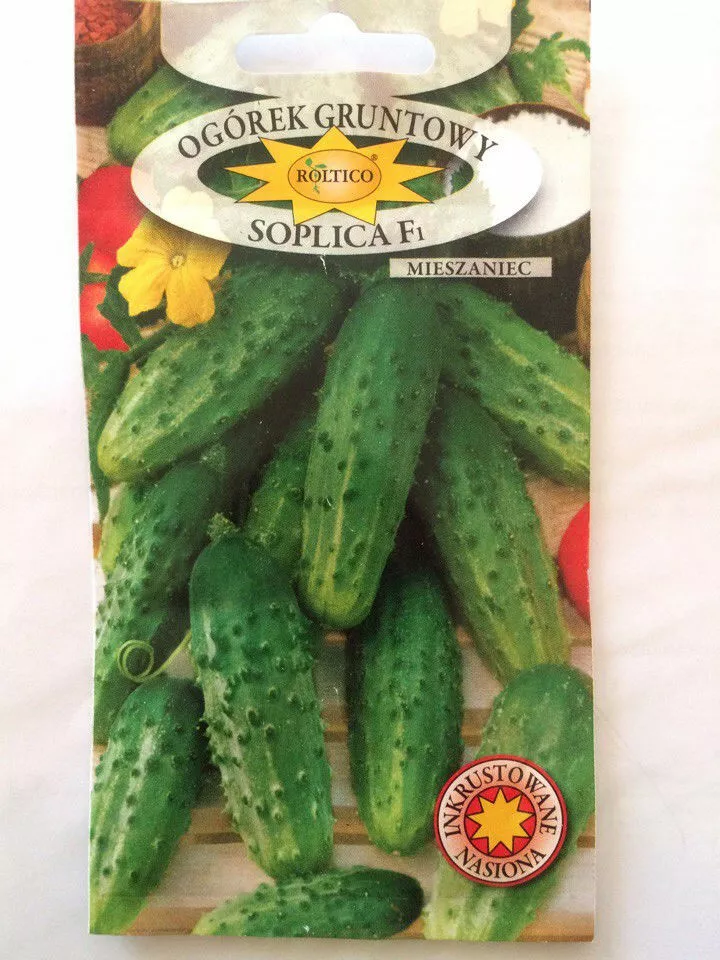 OGÓREK GRUNTOWY
ROLTICO®
SOPLICA F1
MIESZANIEC
INKRUSTOWANE
NASIONA